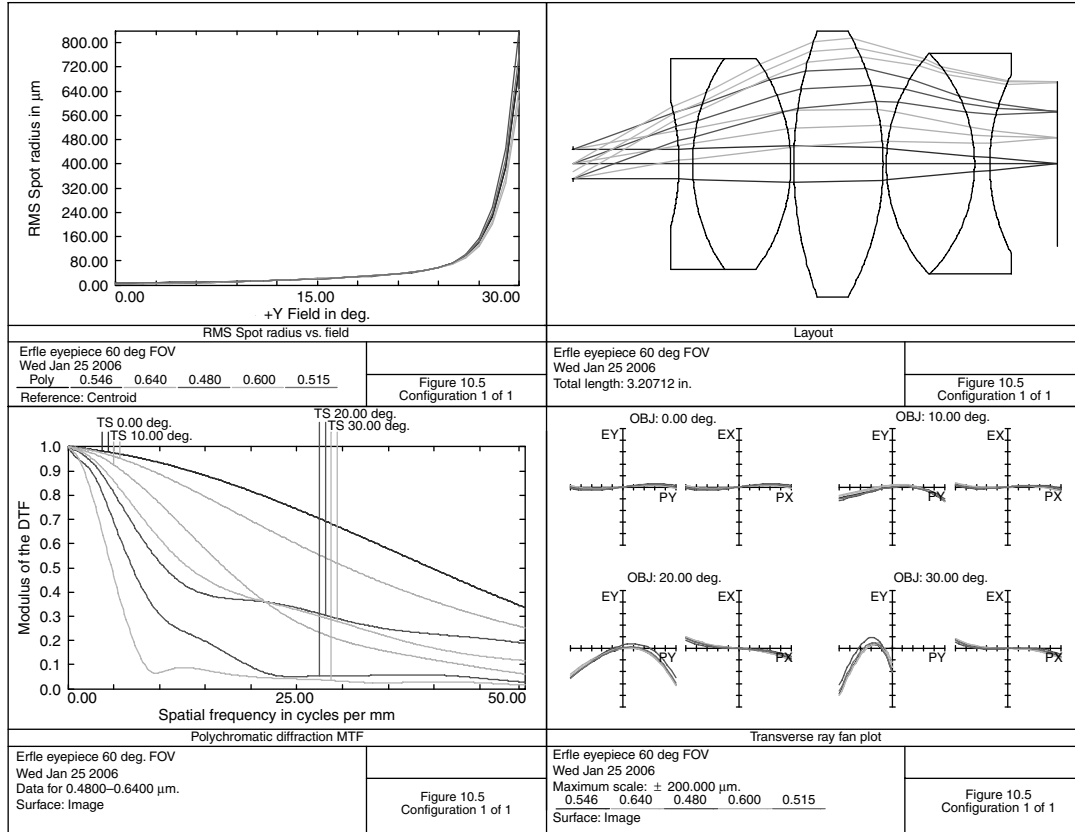 800.00
720.00
640.00
560.00
480.00
400.00
320.00
240.00
160.00
80.00
0.00
RMS Spot radius in μm
0.00 15.00 30.00
+Y Field in deg.
RMS Spot radius vs. field
Erfle eyepiece 60 deg FOV
Wed Jan 25 2006
Poly 0.546 0.640 0.480 0.600 0.515
Reference: Centroid
Figure 10.5
Configuration 1 of 1
Layout
Erfle eyepiece 60 deg FOV
Wed Jan 25 2006
Total length: 3.20712 in.
Figure 10.5
Configuration 1 of 1
TS 0.00 deg.
TS 10.00 deg.
TS 20.00 deg.
TS 30.00 deg.
1.0
0.9
0.8
0.7
0.6
0.5
0.4
0.3
0.2
0.1
0.0
Modulus of the DTF
0.00 25.00 50.00
Spatial frequency in cycles per mm
Polychromatic diffraction MTF
Erfle eyepiece 60 deg. FOV
Wed Jan 25 2006
Data for 0.4800–0.6400 μm.
Surface: Image
Figure 10.5
Configuration 1 of 1
OBJ: 0.00 deg.
EY EX
PY PX
OBJ: 10.00 deg.
EY EX
PY PX
OBJ: 20.00 deg.
EY EX
PY PX
OBJ: 30.00 deg.
EY EX
PY PX
Transverse ray fan plot
Erfle eyepiece 60 deg FOV
Wed Jan 25 2006
Maximum scale: ± 200.000 μm.
0.546 0.640 0.480 0.600 0.515
Surface: Image
Figure 10.5
Configuration 1 of 1